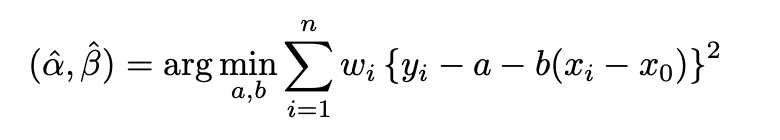 (α̂, β̂) = arg min_{a,b} ∑_{i=1}^{n} w_i {y_i − a − b(x_i − x_0)}²